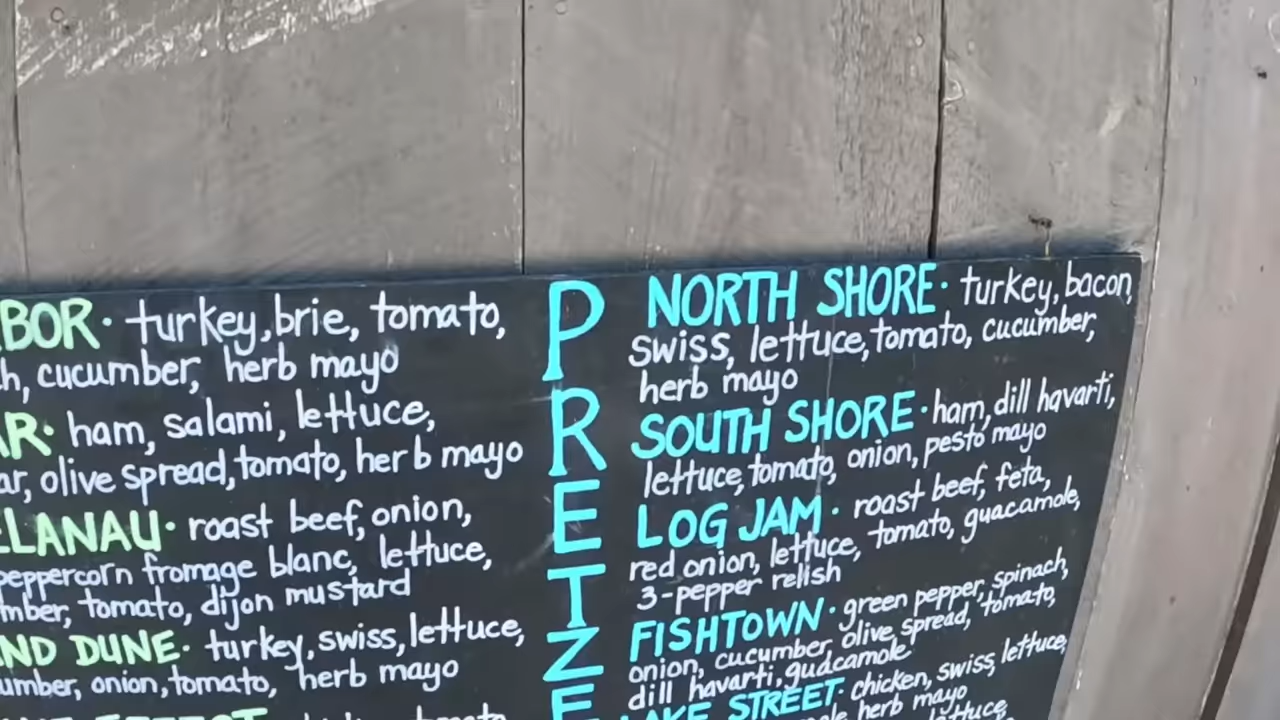 BOR · turkey, brie, tomato,
h, cucumber, herb mayo
AR · ham, salami, lettuce,
ar, olive spread, tomato, herb mayo
ELANAU · roast beef, onion,
peppercorn fromage blanc, lettuce,
mber, tomato, dijon mustard
ND DUNE · turkey, swiss, lettuce,
umber, onion, tomato, herb mayo
PRETZE
NORTH SHORE · turkey, bacon,
swiss, lettuce, tomato, cucumber,
herb mayo
SOUTH SHORE · ham, dill havarti,
lettuce, tomato, onion, pesto mayo
LOG JAM · roast beef, feta,
red onion, lettuce, tomato, guacamole,
3-pepper relish
FISHTOWN · green pepper, spinach,
onion, cucumber, olive spread, tomato,
dill havarti, guacamole
LAKE STREET · chicken, swiss, lettuce,
herb mayo
lettuce,